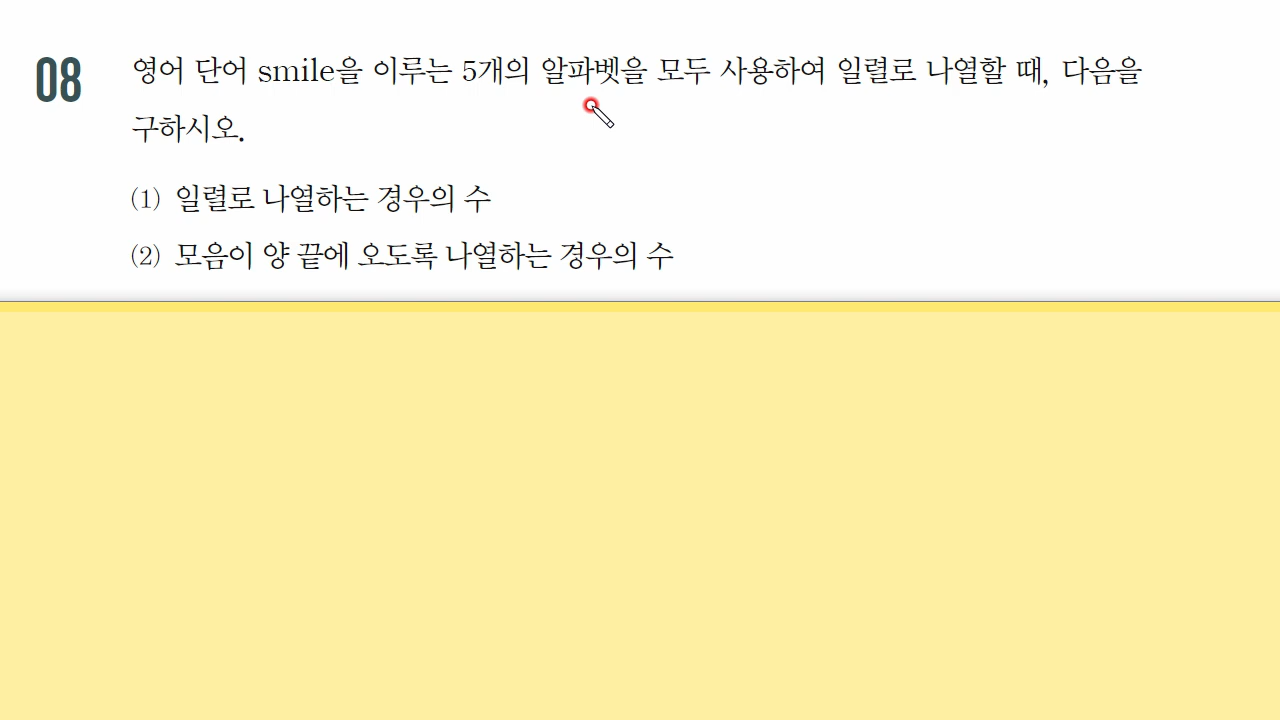 08 영어 단어 smile을 이루는 5개의 알파벳을 모두 사용하여 일렬로 나열할 때, 다음을
구하시오.
(1) 일렬로 나열하는 경우의 수
(2) 모음이 양 끝에 오도록 나열하는 경우의 수